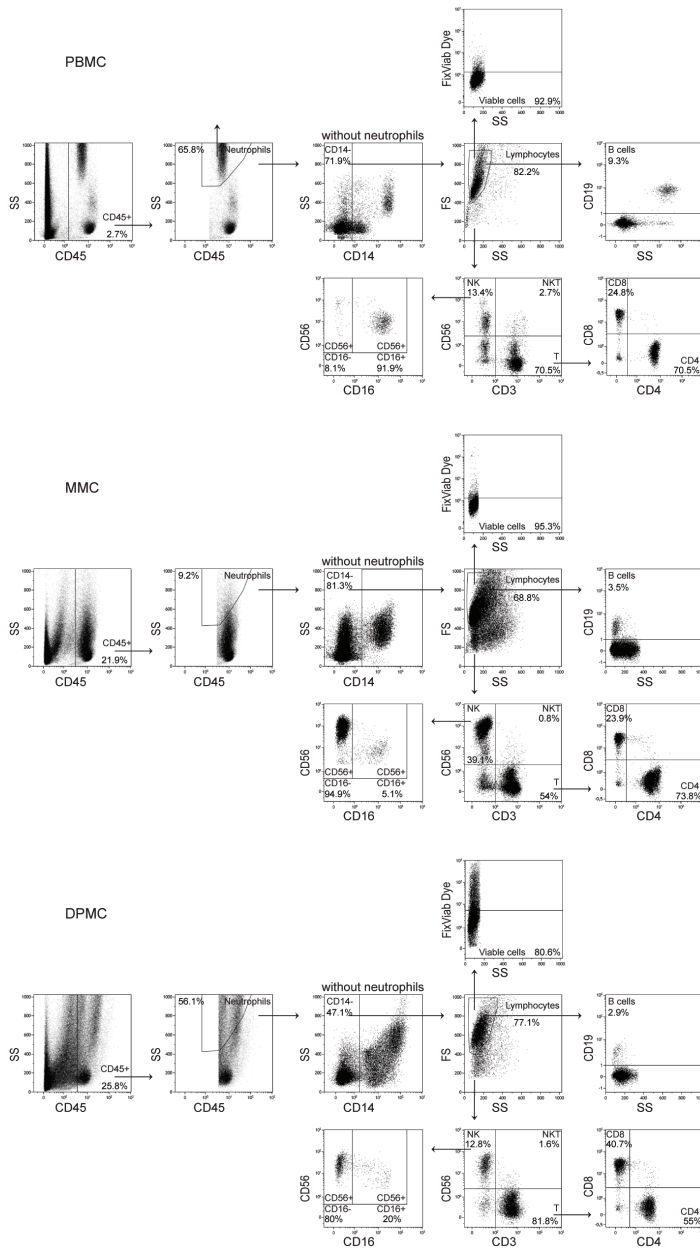 PBMC
FixViab Dye
Viable cells 92.9%
SS
SS
CD45+
2.7%
CD45
65.8%
Neutrophils
SS
CD45
without neutrophils
CD14-
71.9%
SS
CD14
Lymphocytes
82.2%
FS
SS
B cells
9.3%
CD19
SS
CD56
CD56+
CD16-
8.1%
CD56+
CD16+
91.9%
CD16
NK
13.4%
NKT
2.7%
CD56
T
70.5%
CD3
CD8
24.8%
CD8
CD4
70.5%
CD4
MMC
FixViab Dye
Viable cells 95.3%
SS
SS
CD45+
21.9%
CD45
9.2%
Neutrophils
SS
CD45
without neutrophils
CD14-
81.3%
SS
CD14
Lymphocytes
68.8%
FS
SS
B cells
3.5%
CD19
SS
CD56
CD56+
CD16-
94.9%
CD56+
CD16+
5.1%
CD16
NK
39.1%
NKT
0.8%
CD56
T
54%
CD3
CD8
23.9%
CD8
CD4
73.8%
CD4
DPMC
FixViab Dye
Viable cells 80.6%
SS
SS
CD45+
25.8%
CD45
56.1%
Neutrophils
SS
CD45
without neutrophils
CD14-
47.1%
SS
CD14
Lymphocytes
77.1%
FS
SS
B cells
2.9%
CD19
SS
CD56
CD56+
CD16-
80%
CD56+
CD16+
20%
CD16
NK
12.8%
NKT
1.6%
CD56
T
81.8%
CD3
CD8
40.7%
CD8
CD4
55%
CD4